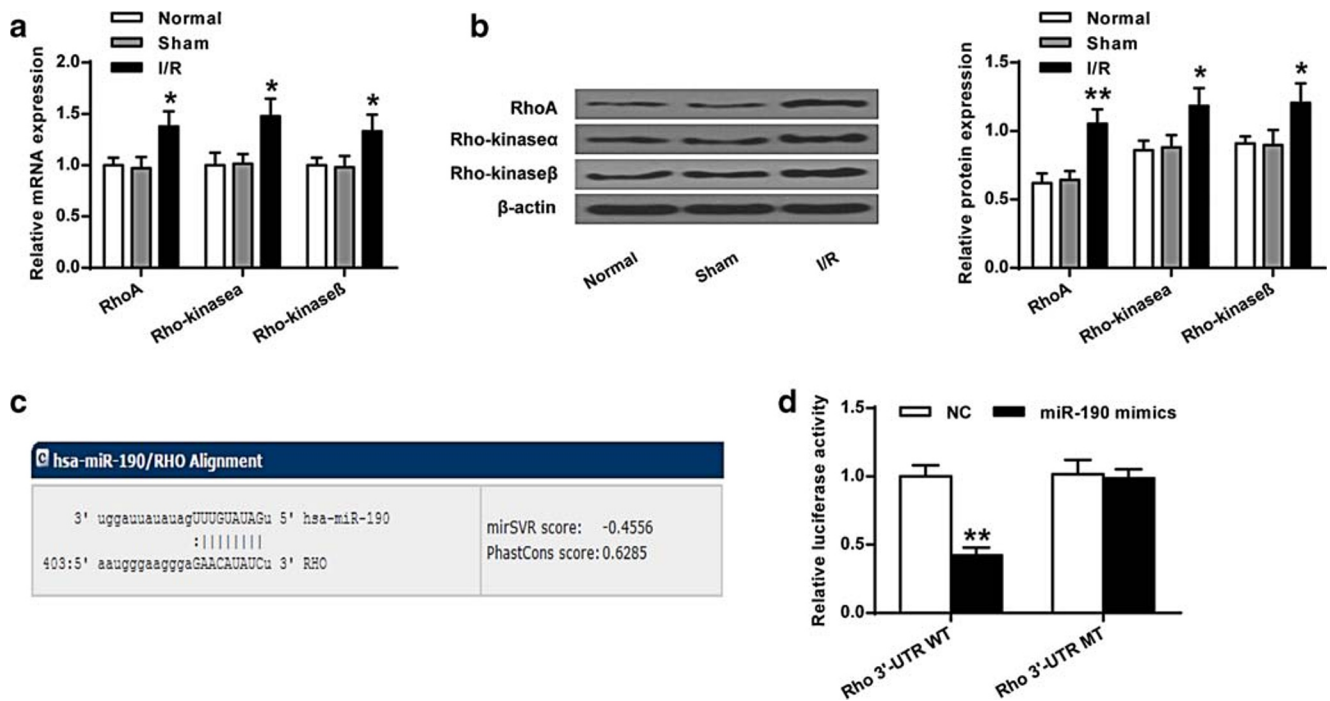 a
Normal
Sham
I/R
Relative mRNA expression
2.0
1.5
1.0
0.5
0.0
*
*
*
RhoA
Rho-kinasea
Rho-kinaseß
b
RhoA
Rho-kinaseα
Rho-kinaseβ
β-actin
Normal
Sham
I/R
Normal
Sham
I/R
Relative protein expression
1.5
1.0
0.5
0.0
**
*
*
RhoA
Rho-kinasea
Rho-kinaseß
c
C hsa-miR-190/RHO Alignment
3' uggauuauauagUUUGUAUAGu 5' hsa-miR-190
:||||||||
403:5' aaugggaagggaGAACAUAUCu 3' RHO
mirSVR score: -0.4556
PhastCons score: 0.6285
d
NC
miR-190 mimics
Relative luciferase activity
1.5
1.0
0.5
0.0
**
Rho 3'-UTR WT
Rho 3'-UTR MT